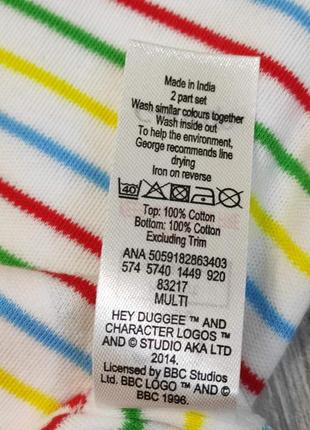 Made in India
2 part set
Wash similar colours together
Wash inside out
To help the environment,
George recommends line
drying
Iron on reverse
40
Top: 100% Cotton
Bottom: 100% Cotton
Excluding Trim
ANA 5059182863403
574 5740 1449 920
83217
MULTI
HEY DUGGEE ™ AND
CHARACTER LOGOS ™
AND © STUDIO AKA LTD
2014.
Licensed by BBC Studios
Ltd. BBC LOGO ™ AND ©
BBC 1996.